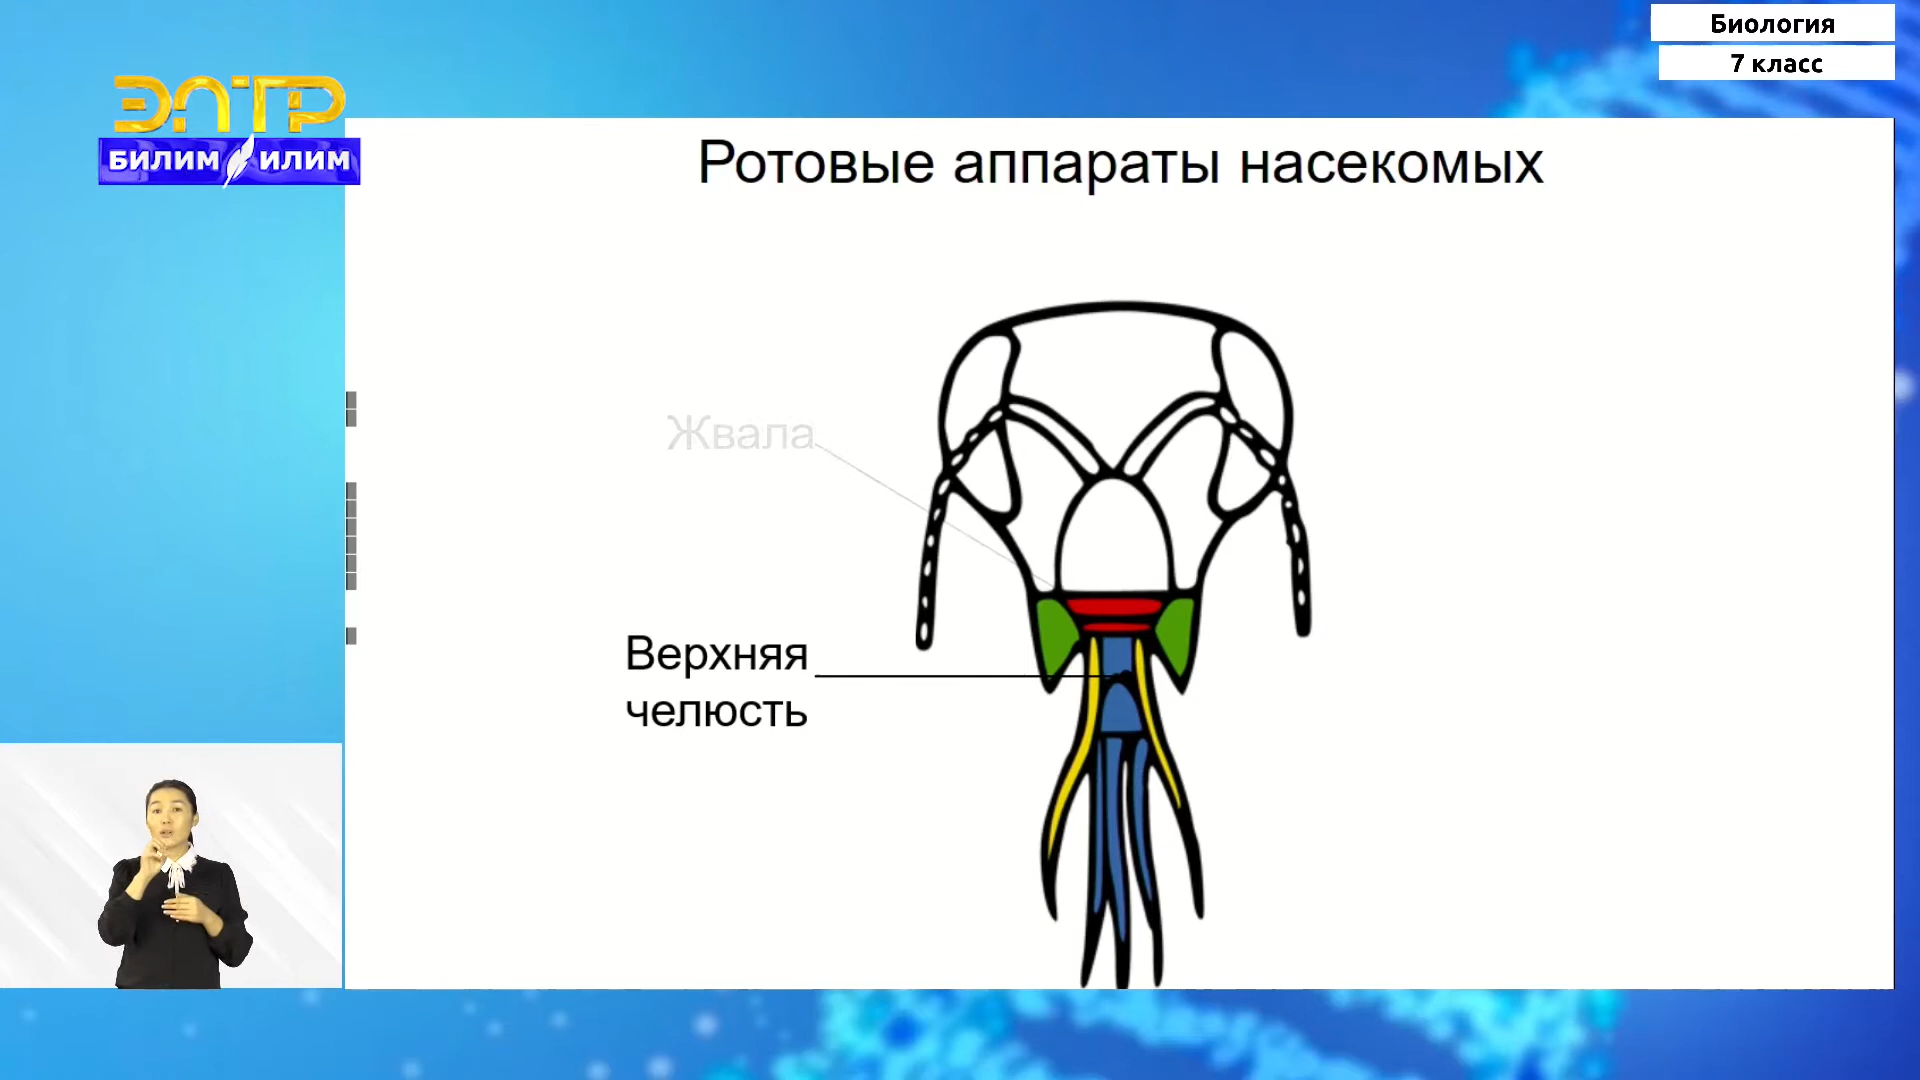 Биология
7 класс
ЭЛТР
БИЛИМ ИЛИМ
Ротовые аппараты насекомых
Жвала
Верхняя
челюсть